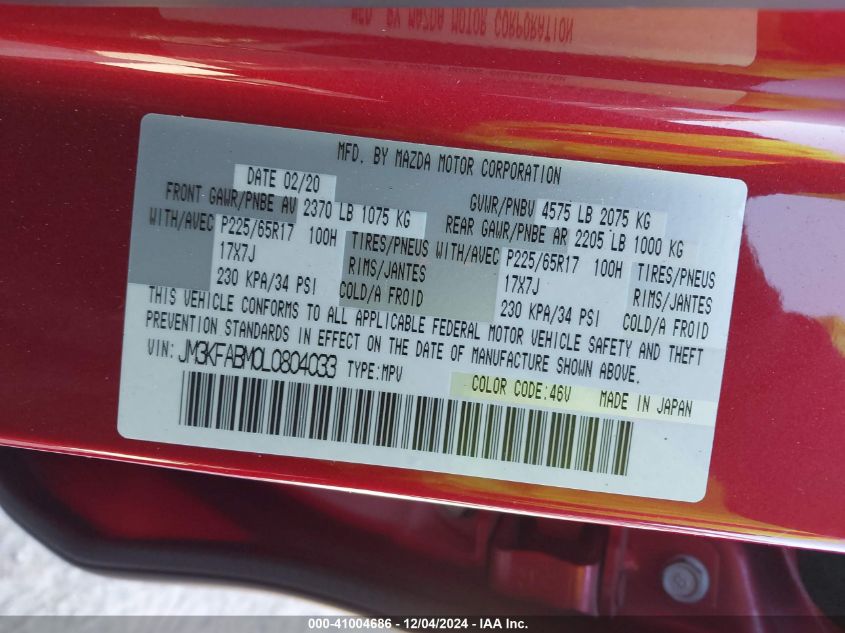 MFD. BY MAZDA MOTOR CORPORATION
MFD. BY MAZDA MOTOR CORPORATION
DATE 02/20
FRONT GAWR/PNBE AV 2370 LB 1075 KG
GVWR/PNBV 4575 LB 2075 KG
REAR GAWR/PNBE AR 2205 LB 1000 KG
WITH/AVEC P225/65R17 100H TIRES/PNEUS WITH/AVEC P225/65R17 100H TIRES/PNEUS
17X7J RIMS/JANTES 17X7J RIMS/JANTES
230 KPA/34 PSI COLD/A FROID 230 KPA/34 PSI COLD/A FROID
THIS VEHICLE CONFORMS TO ALL APPLICABLE FEDERAL MOTOR VEHICLE SAFETY AND THEFT
PREVENTION STANDARDS IN EFFECT ON THE DATE OF MANUFACTURE SHOWN ABOVE.
VIN: JM3KFABM0L0804033 TYPE:MPV
COLOR CODE:46V MADE IN JAPAN
000-41004686 - 12/04/2024 - IAA Inc.